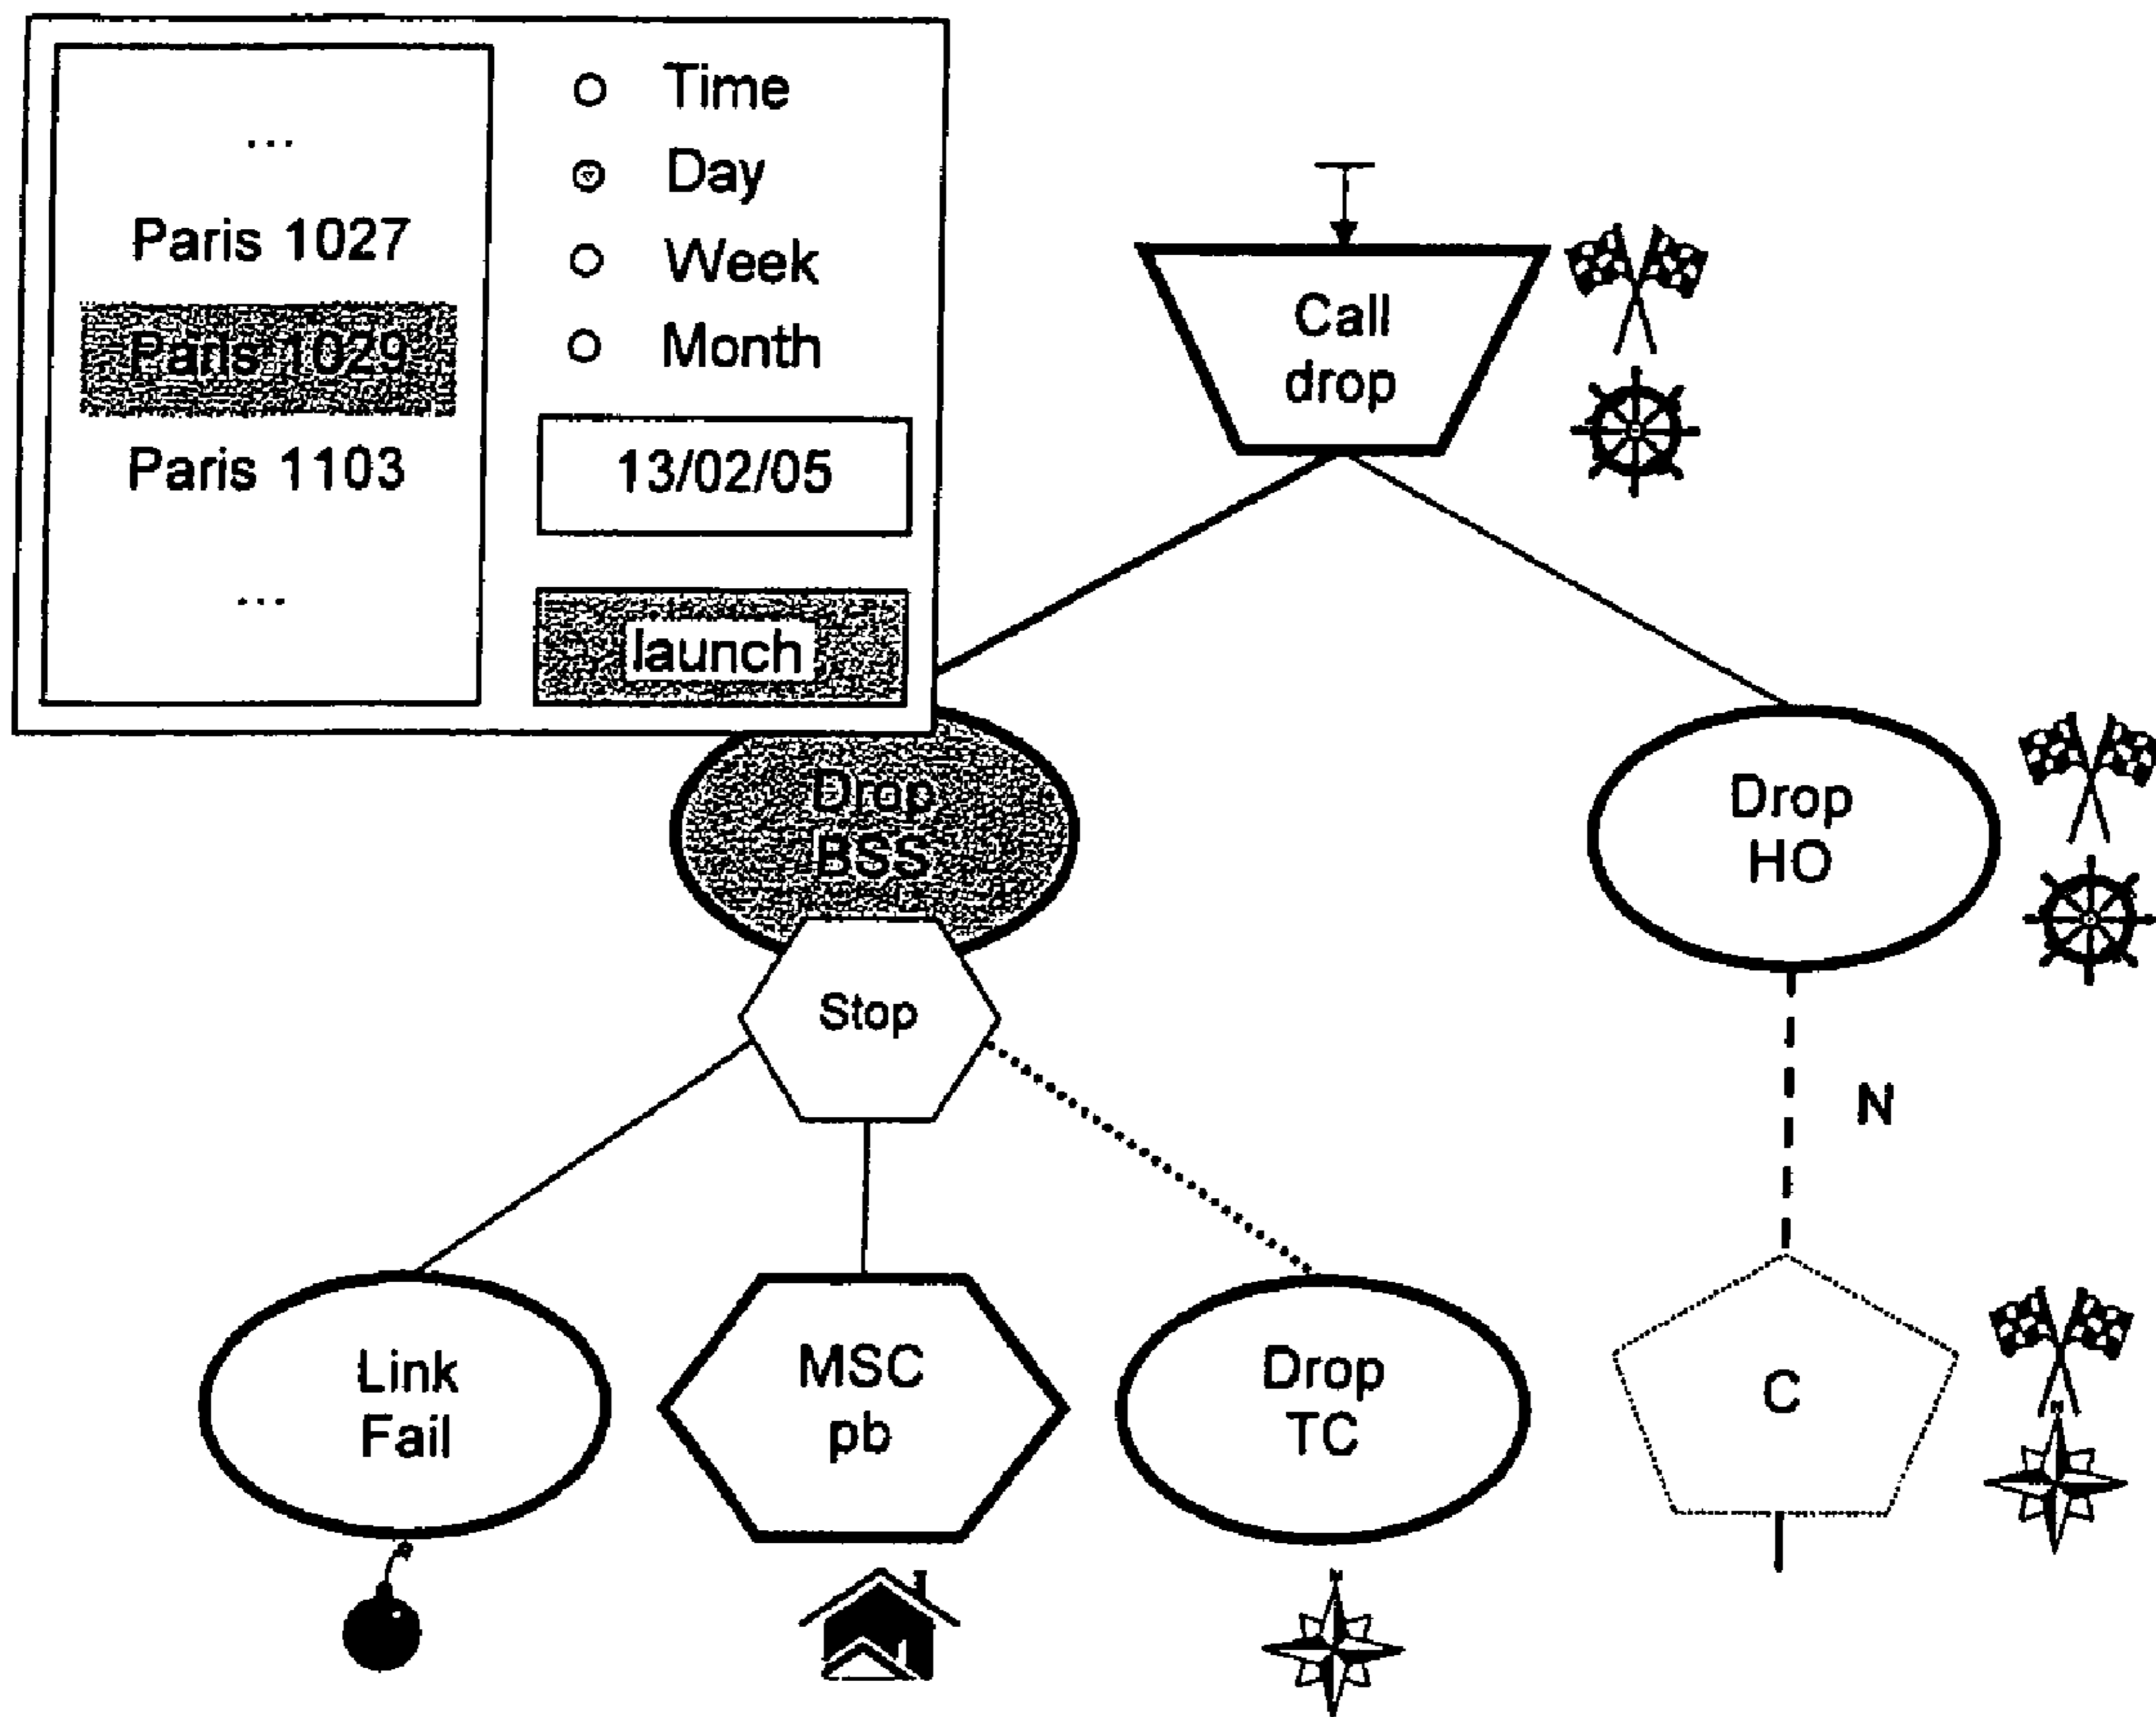 ...
Paris 1027
Paris 1029
Paris 1103
...
Time
Day
Week
Month
13/02/05
launch
Call
drop
Drop
BSS
Drop
HO
Stop
N
Link
Fail
MSC
pb
Drop
TC
C
N
N